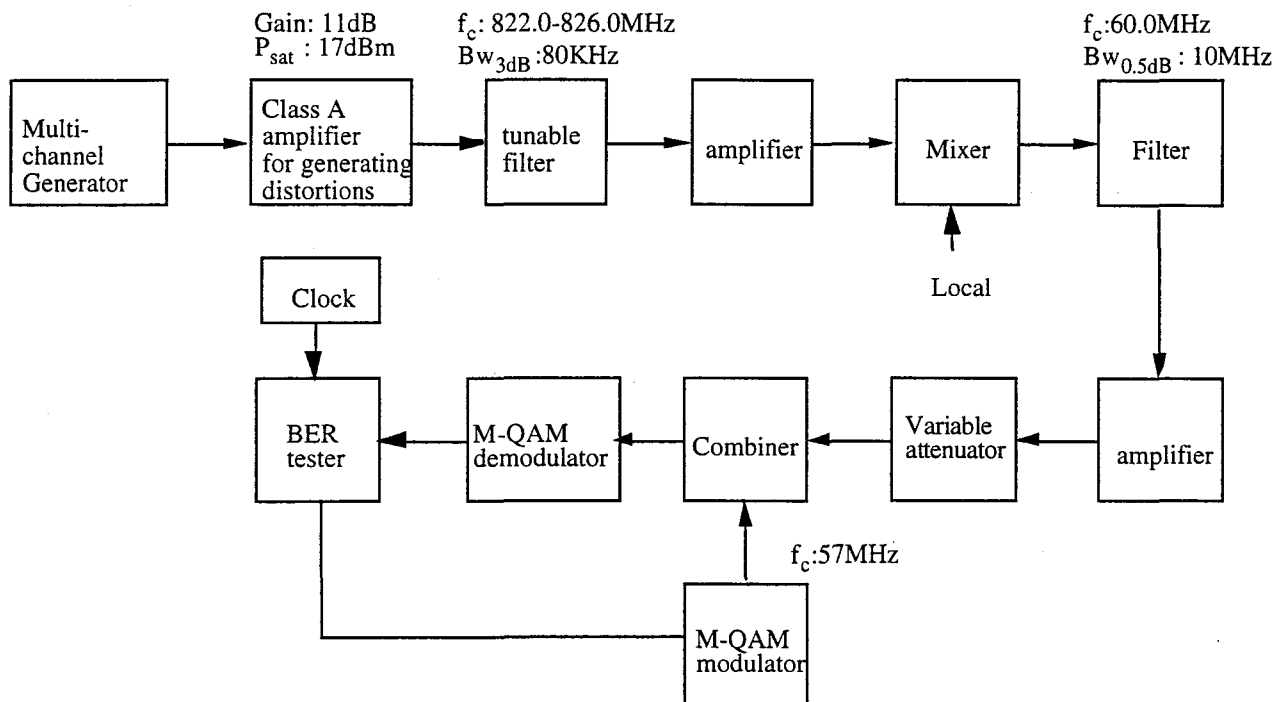 Gain: 11dB
P_sat : 17dBm
f_c: 822.0-826.0MHz
Bw_3dB :80KHz
f_c:60.0MHz
Bw_0.5dB : 10MHz
Multi-
channel
Generator
Class A
amplifier
for generating
distortions
tunable
filter
amplifier
Mixer
Filter
Local
Clock
BER
tester
M-QAM
demodulator
Combiner
Variable
attenuator
amplifier
f_c:57MHz
M-QAM
modulator